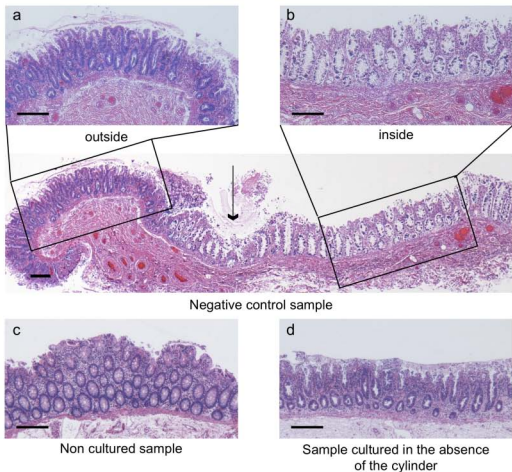 a
b
outside
inside
Negative control sample
c
d
Non cultured sample
Sample cultured in the absence
of the cylinder